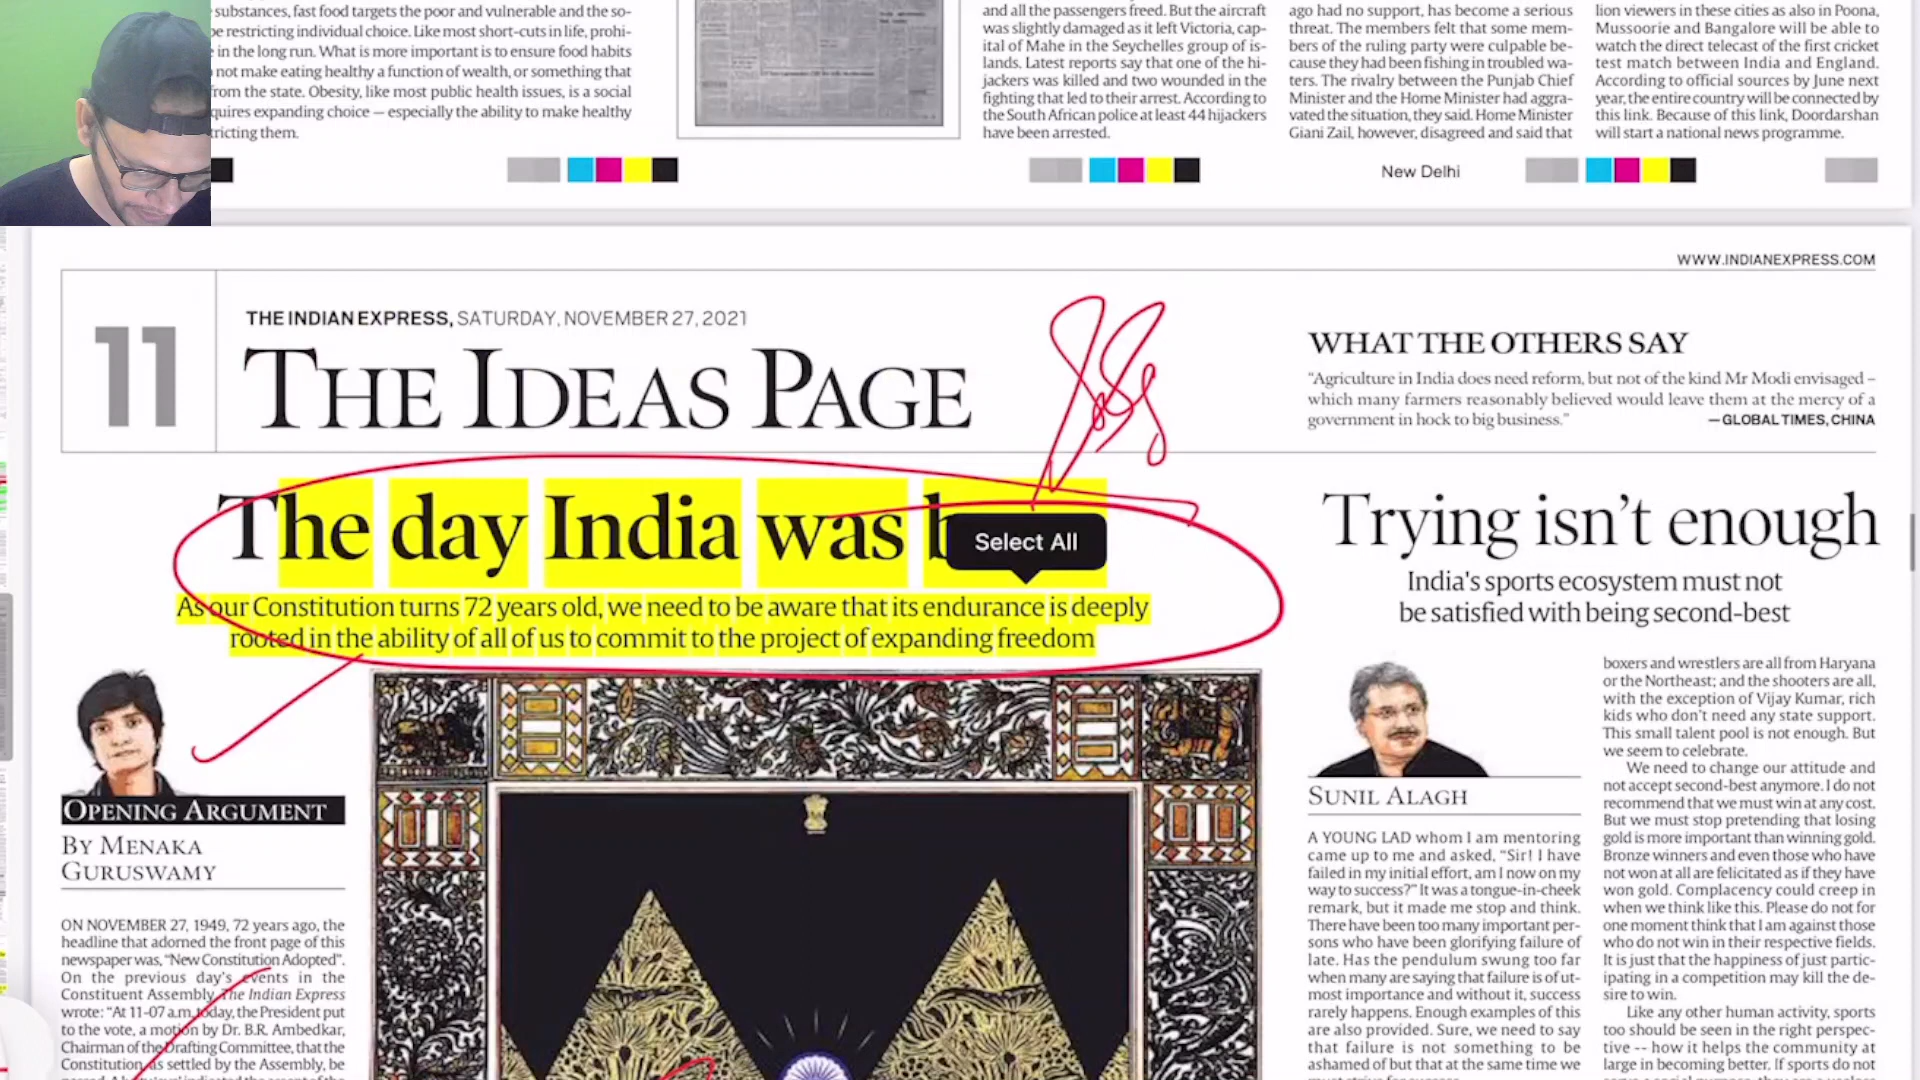 substances, fast food targets the poor and vulnerable and the so-
be restricting individual choice. Like most short-cuts in life, prohi-
in the long run. What is more important is to ensure food habits
not make eating healthy a function of wealth, or something that
from the state. Obesity, like most public health issues, is a social
quires expanding choice — especially the ability to make healthy
tricting them.
and all the passengers freed. But the aircraft
was slightly damaged as it left Victoria, cap-
ital of Mahe in the Seychelles group of is-
lands. Latest reports say that one of the hi-
jackers was killed and two wounded in the
fighting that led to their arrest. According to
the South African police at least 44 hijackers
have been arrested.
ago had no support, has become a serious
threat. The members felt that some mem-
bers of the ruling party were culpable be-
cause they had been fishing in troubled wa-
ters. The rivalry between the Punjab Chief
Minister and the Home Minister had aggra-
vated the situation, they said. Home Minister
Giani Zail, however, disagreed and said that
lion viewers in these cities as also in Poona,
Mussoorie and Bangalore will be able to
watch the direct telecast of the first cricket
test match between India and England.
According to official sources by June next
year, the entire country will be connected by
this link. Because of this link, Doordarshan
will start a national news programme.
New Delhi
WWW.INDIANEXPRESS.COM
11
THE INDIAN EXPRESS, SATURDAY, NOVEMBER 27, 2021
THE IDEAS PAGE
WHAT THE OTHERS SAY
“Agriculture in India does need reform, but not of the kind Mr Modi envisaged –
which many farmers reasonably believed would leave them at the mercy of a
government in hock to big business.” — GLOBAL TIMES, CHINA
The day India was
Select All
As our Constitution turns 72 years old, we need to be aware that its endurance is deeply
rooted in the ability of all of us to commit to the project of expanding freedom
OPENING ARGUMENT
BY MENAKA
GURUSWAMY
ON NOVEMBER 27, 1949, 72 years ago, the
headline that adorned the front page of this
newspaper was, “New Constitution Adopted”.
On the previous day's events in the
Constituent Assembly, The Indian Express
wrote: “At 11-07 a.m. today, the President put
to the vote, a motion by Dr. B.R. Ambedkar,
Chairman of the Drafting Committee, that the
Constitution as settled by the Assembly, be
Trying isn't enough
India's sports ecosystem must not
be satisfied with being second-best
SUNIL ALAGH
A YOUNG LAD whom I am mentoring
came up to me and asked, “Sir! I have
failed in my initial effort, am I now on my
way to success?” It was a tongue-in-cheek
remark, but it made me stop and think.
There have been too many important per-
sons who have been glorifying failure of
late. Has the pendulum swung too far
when many are saying that failure is of ut-
most importance and without it, success
rarely happens. Enough examples of this
are also provided. Sure, we need to say
that failure is not something to be
ashamed of but that at the same time we
boxers and wrestlers are all from Haryana
or the Northeast; and the shooters are all,
with the exception of Vijay Kumar, rich
kids who don't need any state support.
This small talent pool is not enough. But
we seem to celebrate.
We need to change our attitude and
not accept second-best anymore. I do not
recommend that we must win at any cost.
But we must stop pretending that losing
gold is more important than winning gold.
Bronze winners and even those who have
not won at all are felicitated as if they have
won gold. Complacency could creep in
when we think like this. Please do not for
one moment think that I am against those
who do not win in their respective fields.
It is just that the happiness of just partic-
ipating in a competition may kill the de-
sire to win.
Like any other human activity, sports
too should be seen in the right perspec-
tive -- how it helps the community at
large in becoming better. If sports do not